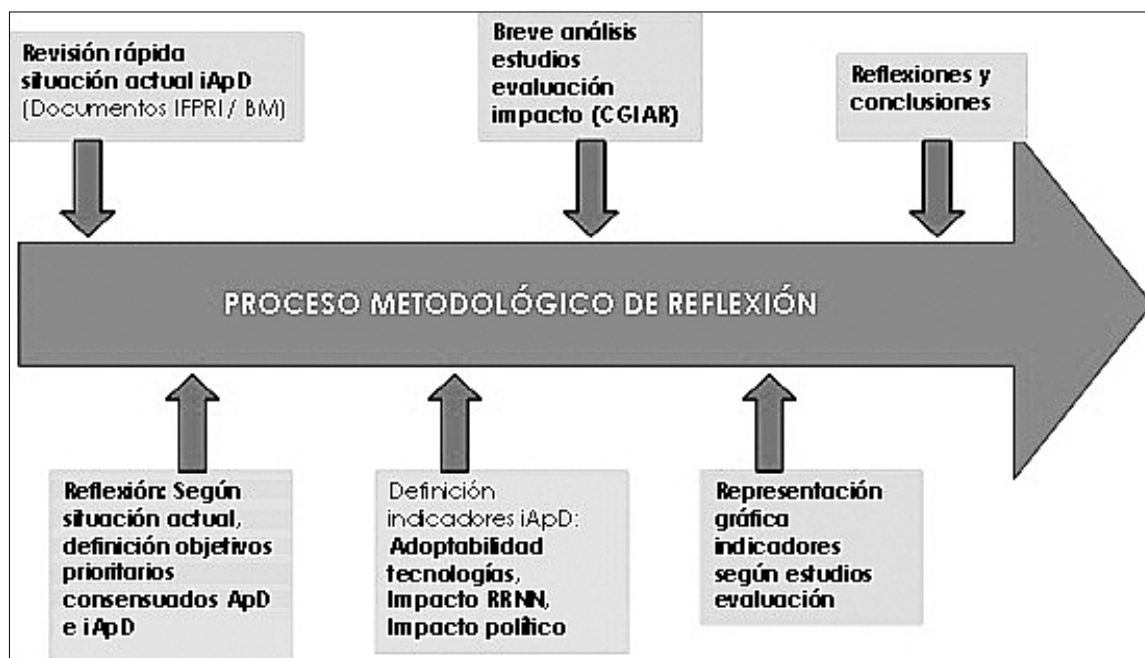 Revisión rápida
situación actual iApD
(Documentos IFPRI / BM)
Breve análisis
estudios
evaluación
impacto (CGIAR)
Reflexiones y
conclusiones
PROCESO METODOLÓGICO DE REFLEXIÓN
Reflexión: Según
situación actual,
definición objetivos
prioritarios
consensuados ApD
e iApD
Definición
indicadores iApD:
Adoptabilidad
tecnologías,
Impacto RRNN,
Impacto político
Representación
gráfica
indicadores
según estudios
evaluación